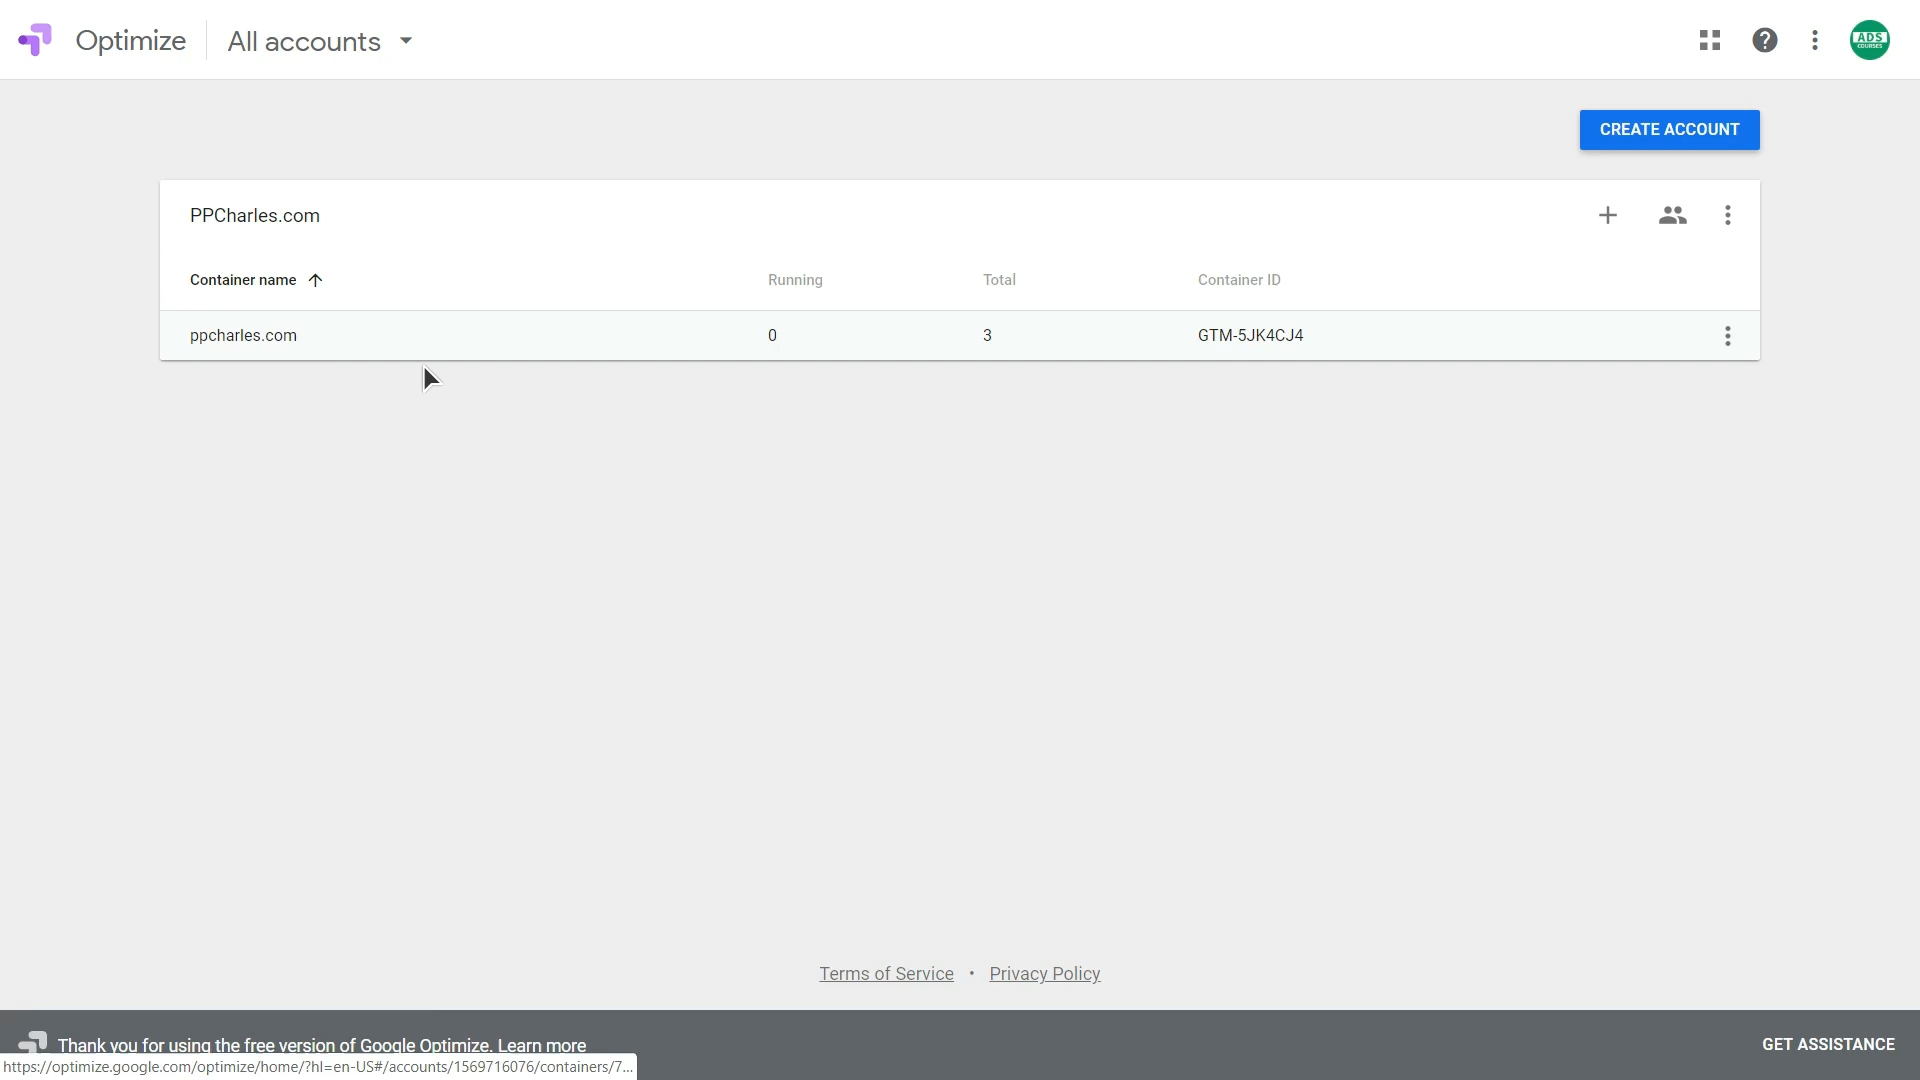 Optimize
All accounts
ADS
COURSES
CREATE ACCOUNT
PPCharles.com
Container name Running Total Container ID
ppcharles.com 0 3 GTM-5JK4CJ4
Terms of Service • Privacy Policy
Thank you for using the free version of Google Optimize. Learn more
GET ASSISTANCE
https://optimize.google.com/optimize/home/?hl=en-US#/accounts/1569716076/containers/7...